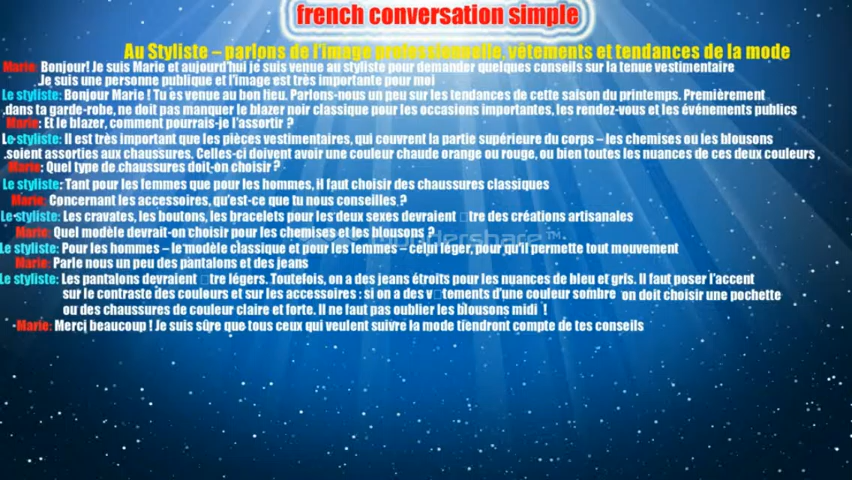 french conversation simple
Au Styliste – parlons de l'image professionnelle, vêtements et tendances de la mode
Marie: Bonjour! Je suis Marie et aujourd'hui je suis venue au styliste pour demander quelques conseils sur la tenue vestimentaire
.Je suis une personne publique et l'image est très importante pour moi
Le styliste: Bonjour Marie ! Tu es venue au bon lieu. Parlons-nous un peu sur les tendances de cette saison du printemps. Premièrement
.dans ta garde-robe, ne doit pas manquer le blazer noir classique pour les occasions importantes, les rendez-vous et les événements publics
Marie: Et le blazer, comment pourrais-je l'assortir ?
Le styliste: Il est très important que les pièces vestimentaires, qui couvrent la partie supérieure du corps – les chemises ou les blousons
.soient assorties aux chaussures. Celles-ci doivent avoir une couleur chaude orange ou rouge, ou bien toutes les nuances de ces deux couleurs ,
Marie: Quel type de chaussures doit-on choisir ?
Le styliste: Tant pour les femmes que pour les hommes, il faut choisir des chaussures classiques
Marie: Concernant les accessoires, qu'est-ce que tu nous conseilles ?
Le styliste: Les cravates, les boutons, les bracelets pour les deux sexes devraient tre des créations artisanales
Marie: Quel modèle devrait-on choisir pour les chemises et les blousons ?
Wondershare™
Le styliste: Pour les hommes – le modèle classique et pour les femmes – celui léger, pour qu'il permette tout mouvement
Marie: Parle nous un peu des pantalons et des jeans
Le styliste: Les pantalons devraient tre légers. Toutefois, on a des jeans étroits pour les nuances de bleu et gris. Il faut poser l'accent
sur le contraste des couleurs et sur les accessoires : si on a des v tements d'une couleur sombre on doit choisir une pochette
ou des chaussures de couleur claire et forte. Il ne faut pas oublier les blousons midi !
Marie: Merci beaucoup ! Je suis sûre que tous ceux qui veulent suivre la mode tiendront compte de tes conseils